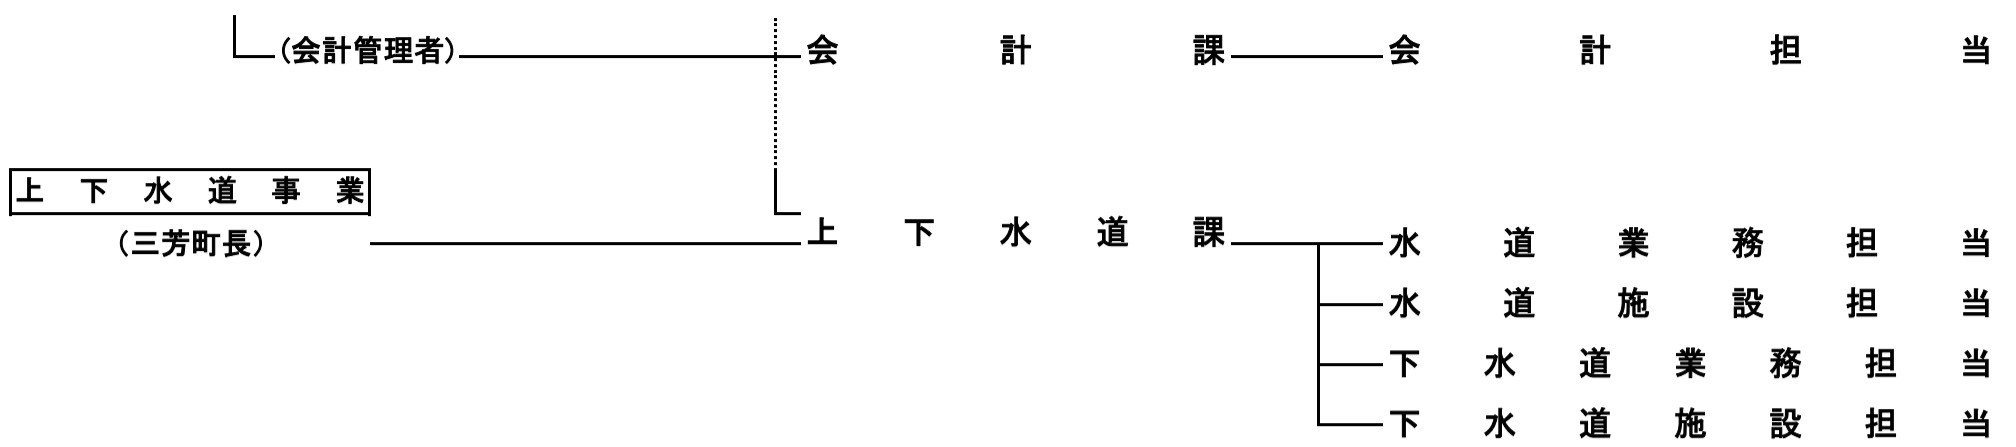 （会計管理者） 会計課 会計担当
上下水道事業
（三芳町長） 上下水道課 水道業務担当
水道施設担当
下水道業務担当
下水道施設担当